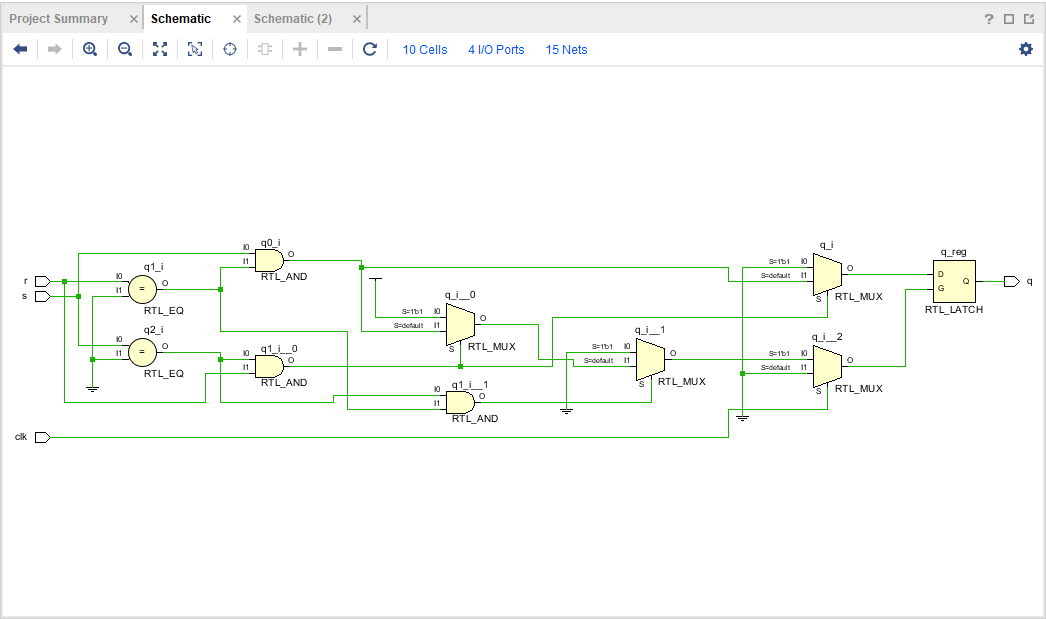 Project Summary × Schematic × Schematic (2) ×
?
10 Cells 4 I/O Ports 15 Nets
r
s
clk
q1_i
I0
I1
=
O
RTL_EQ
q2_i
I0
I1
=
O
RTL_EQ
q0_i
I0
I1
O
RTL_AND
q1_i__0
I0
I1
O
RTL_AND
q_i__0
S=1'b1 I0
S=default I1
O
S
RTL_MUX
q1_i__1
I0
I1
O
RTL_AND
q_i__1
S=1'b1 I0
S=default I1
O
S
RTL_MUX
q_i
S=1'b1 I0
S=default I1
O
S
RTL_MUX
q_i__2
S=1'b1 I0
S=default I1
O
S
RTL_MUX
q_reg
D
G
Q
RTL_LATCH
q